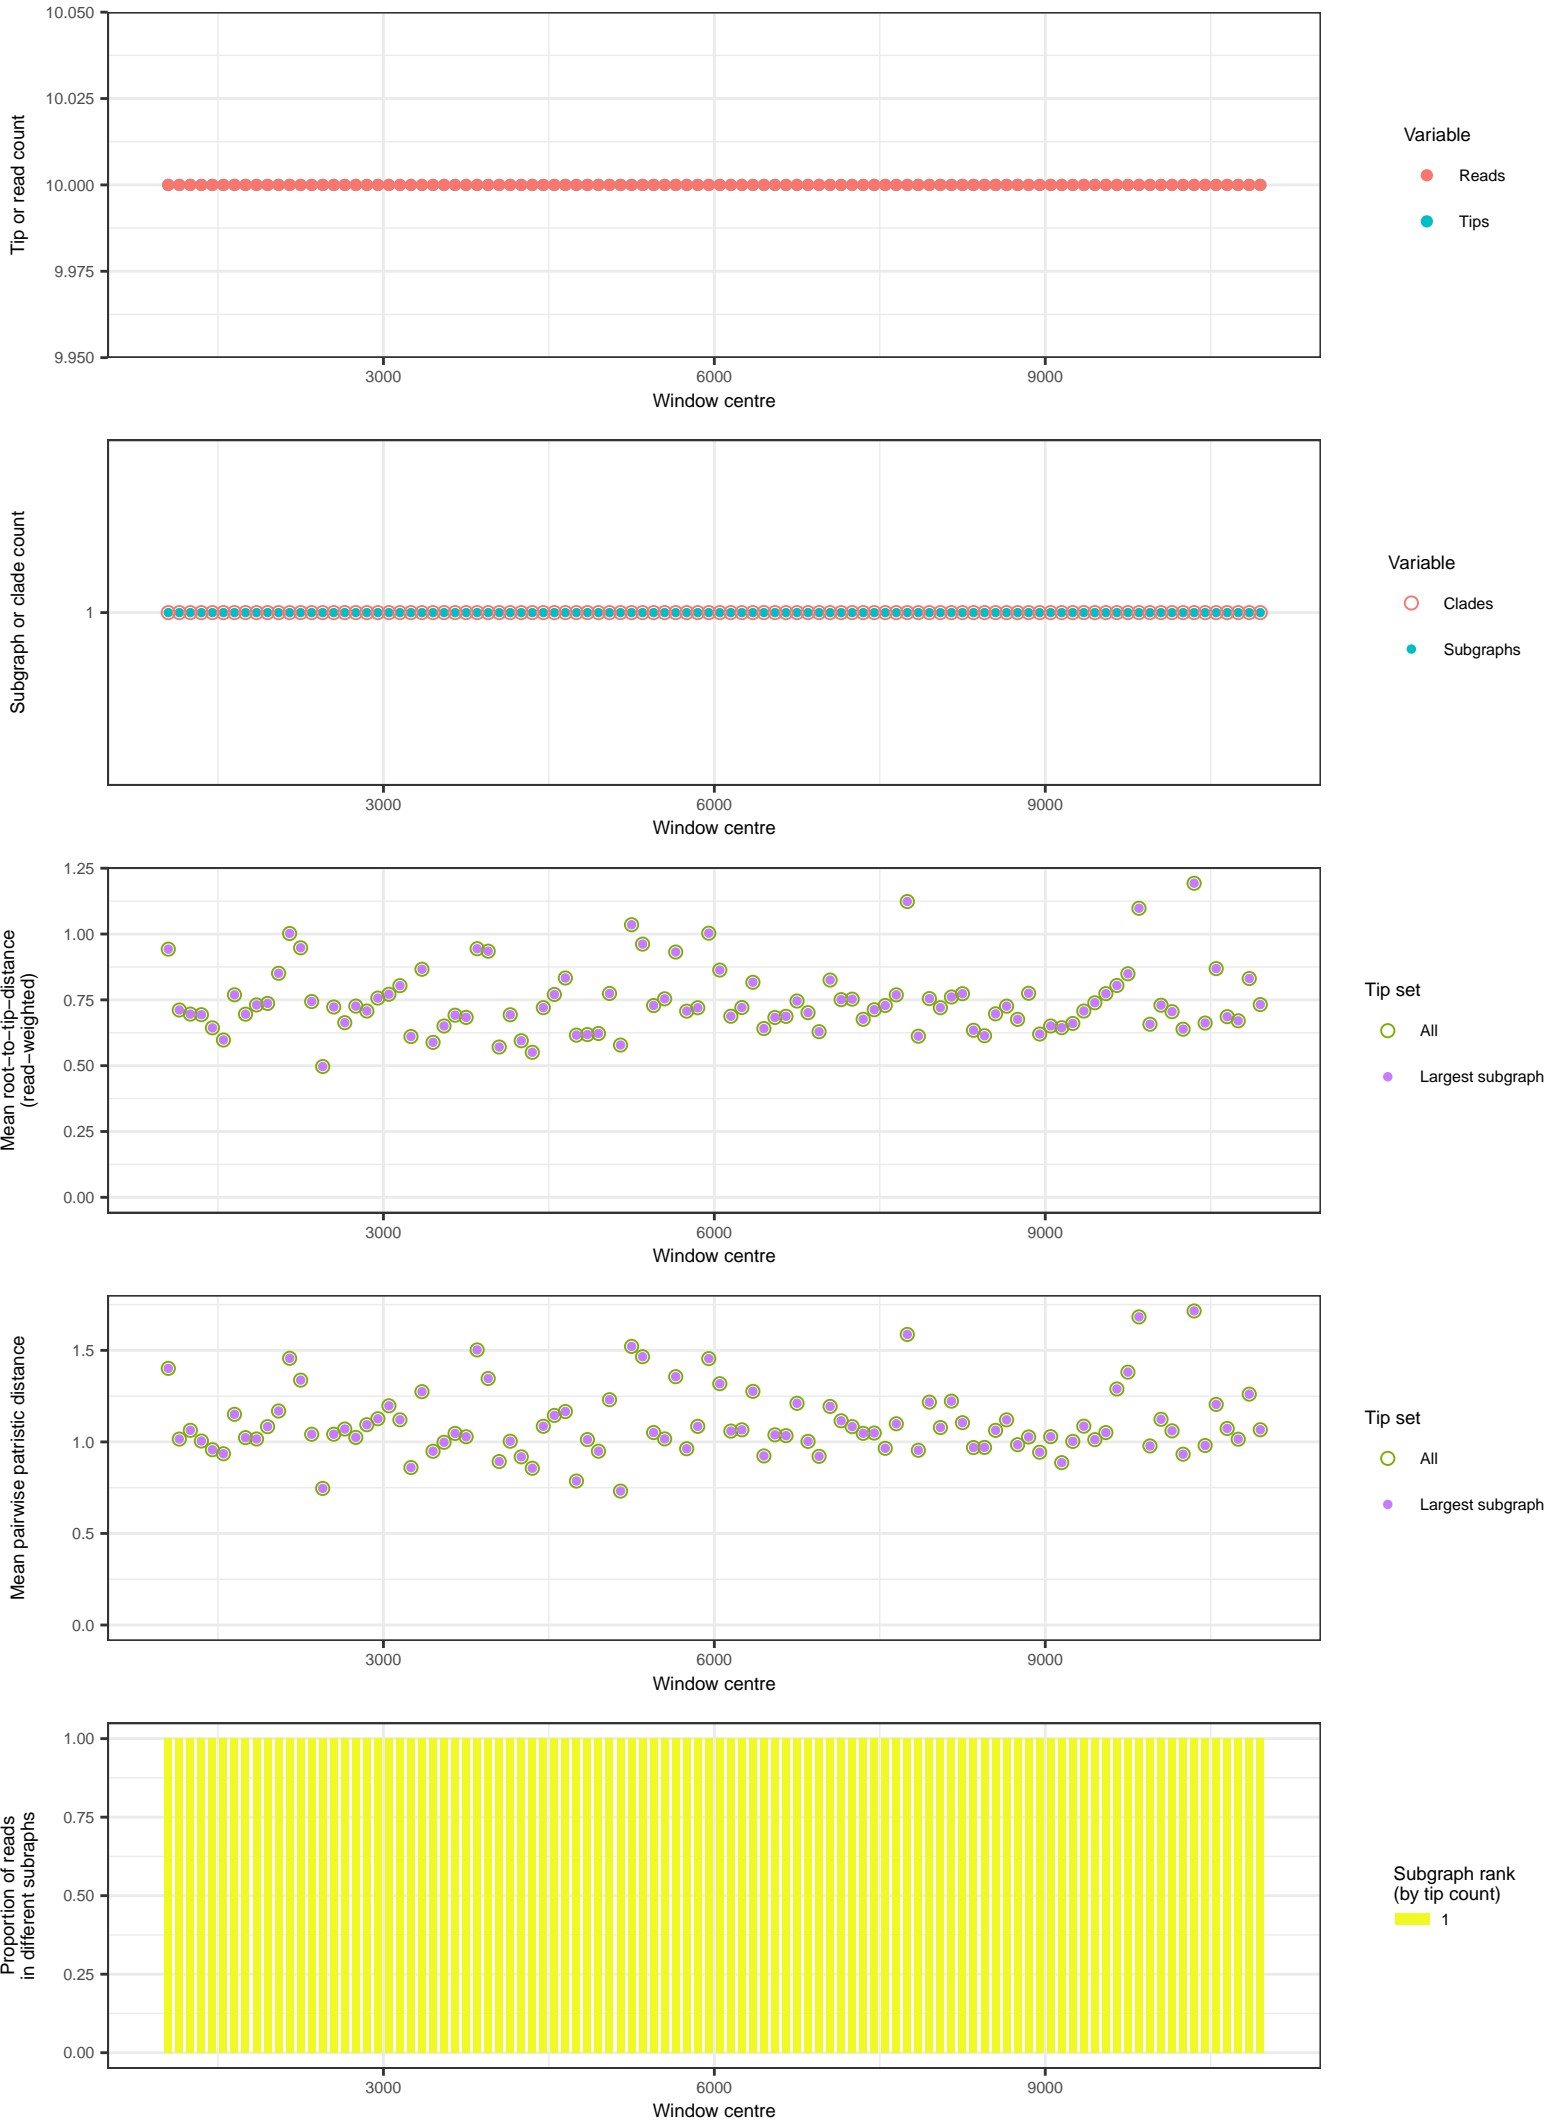 10.050
10.025
10.000
9.975
9.950
Tip or read count
3000 6000 9000
Window centre
Variable
Reads
Tips
1
Subgraph or clade count
3000 6000 9000
Window centre
Variable
Clades
Subgraphs
1.25
1.00
0.75
0.50
0.25
0.00
Mean root−to−tip−distance
(read−weighted)
3000 6000 9000
Window centre
Tip set
All
Largest subgraph
1.5
1.0
0.5
0.0
Mean pairwise patristic distance
3000 6000 9000
Window centre
Tip set
All
Largest subgraph
1.00
0.75
0.50
0.25
0.00
Proportion of reads
in different subraphs
3000 6000 9000
Window centre
Subgraph rank
(by tip count)
1